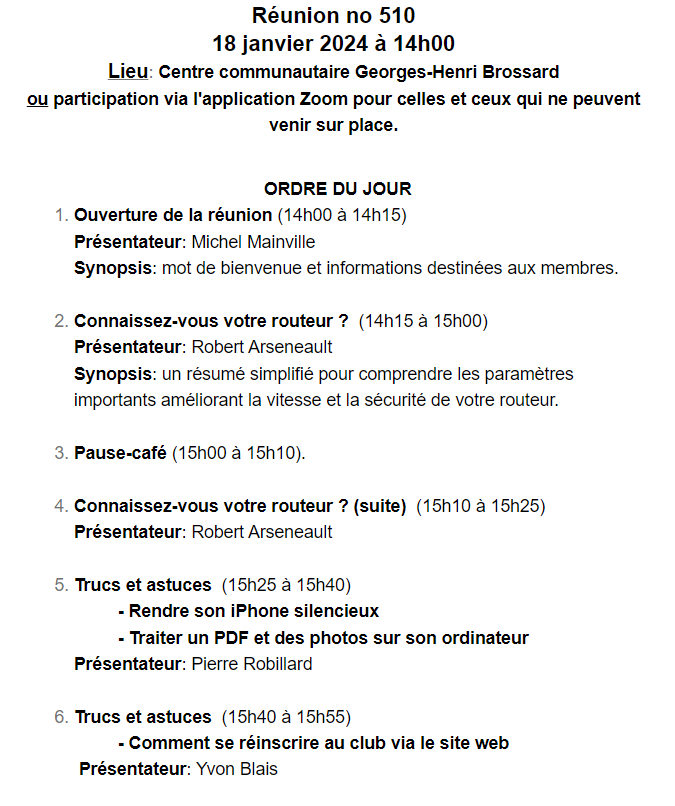 Réunion no 510
18 janvier 2024 à 14h00
Lieu: Centre communautaire Georges-Henri Brossard
ou participation via l'application Zoom pour celles et ceux qui ne peuvent
venir sur place.
ORDRE DU JOUR
1. Ouverture de la réunion (14h00 à 14h15)
Présentateur: Michel Mainville
Synopsis: mot de bienvenue et informations destinées aux membres.
2. Connaissez-vous votre routeur ? (14h15 à 15h00)
Présentateur: Robert Arseneault
Synopsis: un résumé simplifié pour comprendre les paramètres
importants améliorant la vitesse et la sécurité de votre routeur.
3. Pause-café (15h00 à 15h10).
4. Connaissez-vous votre routeur ? (suite) (15h10 à 15h25)
Présentateur: Robert Arseneault
5. Trucs et astuces (15h25 à 15h40)
- Rendre son iPhone silencieux
- Traiter un PDF et des photos sur son ordinateur
Présentateur: Pierre Robillard
6. Trucs et astuces (15h40 à 15h55)
- Comment se réinscrire au club via le site web
Présentateur: Yvon Blais